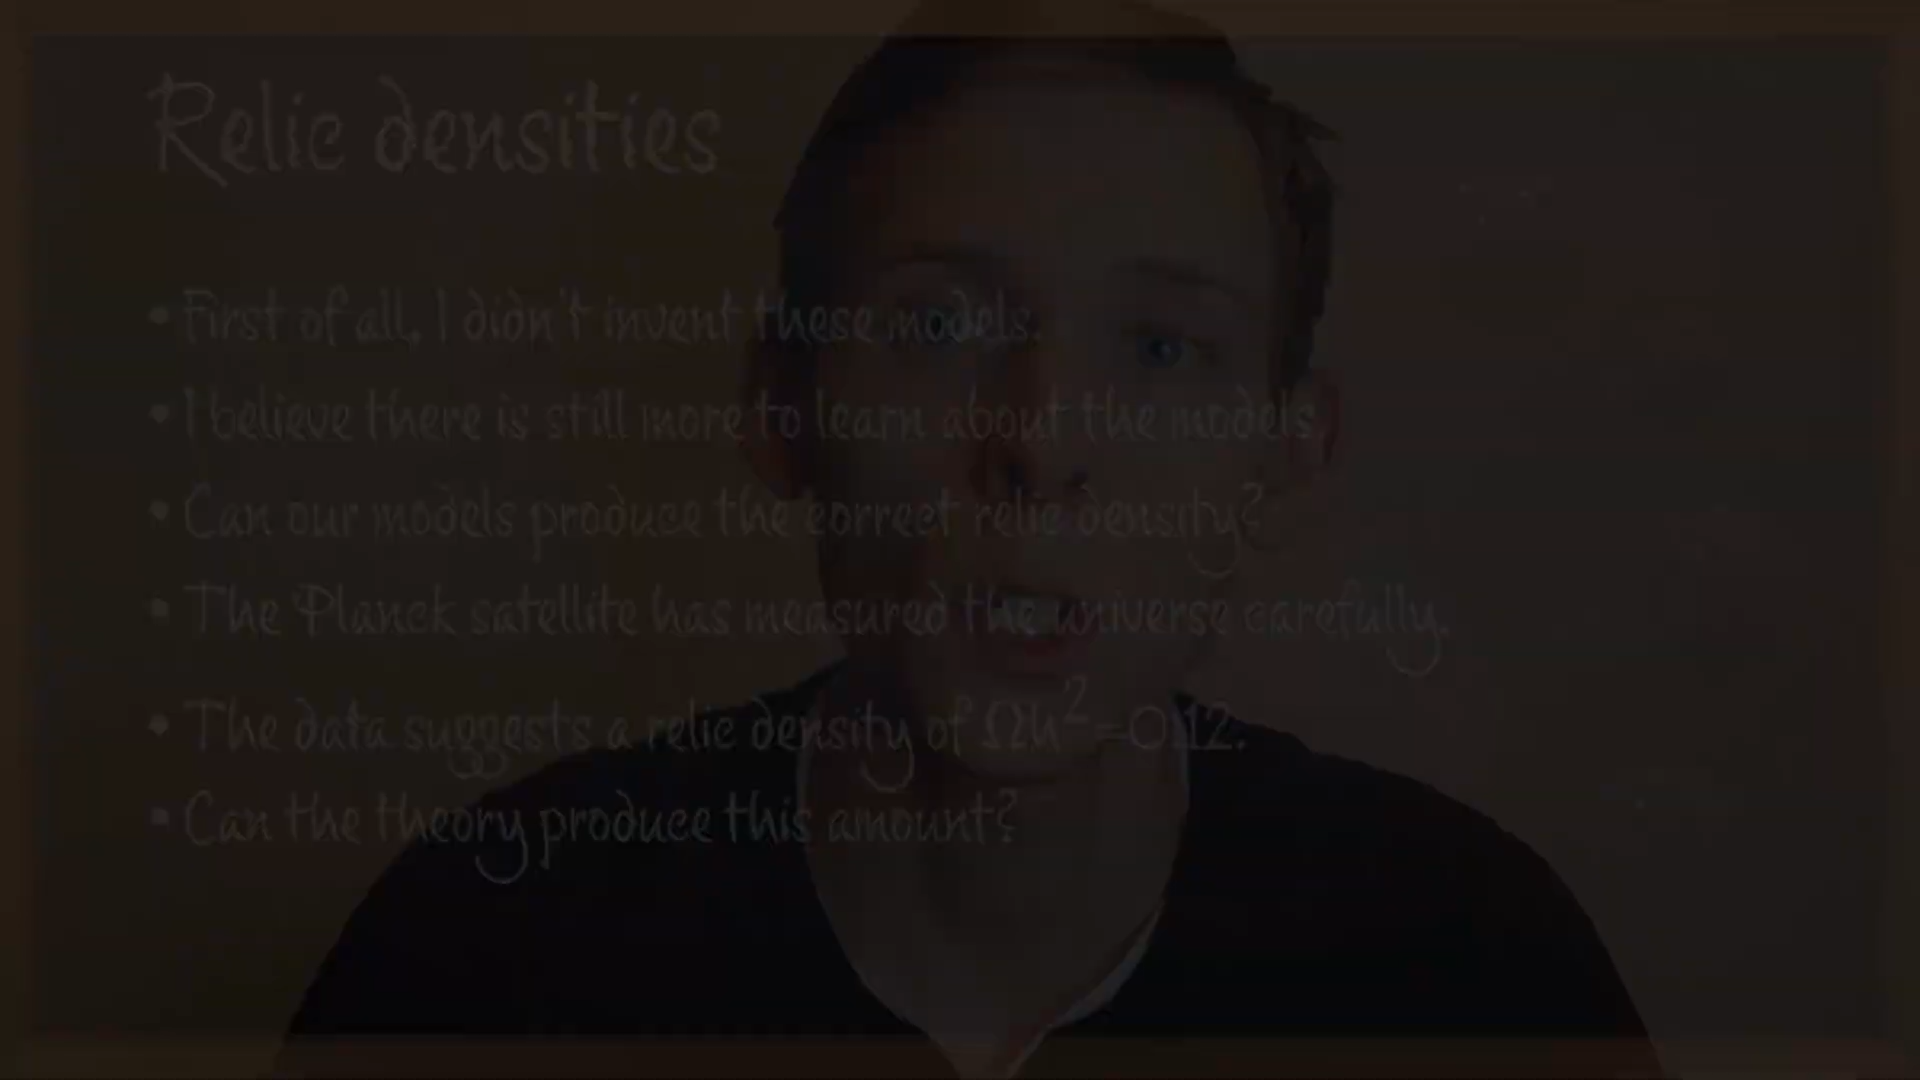 Relic densities
• First of all, I didn't invent these models.
• I believe there is still more to learn about the models.
• Can our models produce the correct relic density?
• The Planck satellite has measured the universe carefully.
• The data suggests a relic density of Ωh²=0.12.
• Can the theory produce this amount?